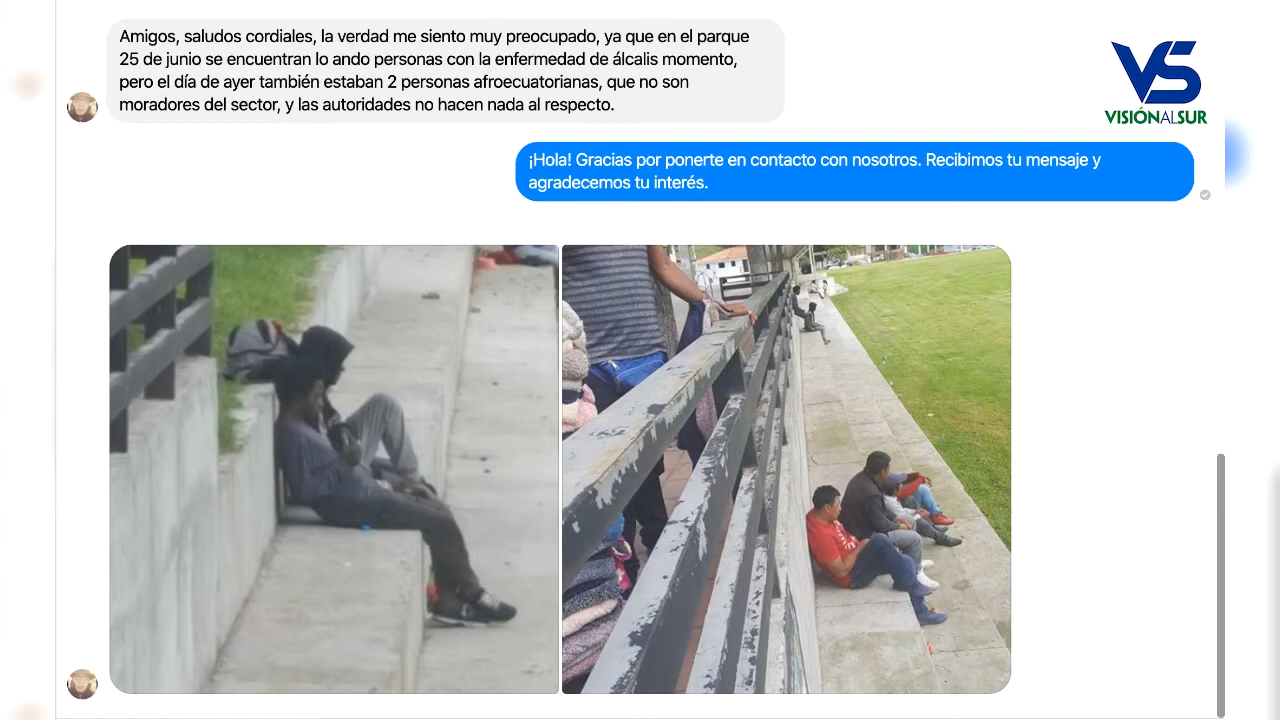 Amigos, saludos cordiales, la verdad me siento muy preocupado, ya que en el parque
25 de junio se encuentran lo ando personas con la enfermedad de álcalis momento,
pero el día de ayer también estaban 2 personas afroecuatorianas, que no son
moradores del sector, y las autoridades no hacen nada al respecto.
VS
VISIÓNALSUR
¡Hola! Gracias por ponerte en contacto con nosotros. Recibimos tu mensaje y
agradecemos tu interés.